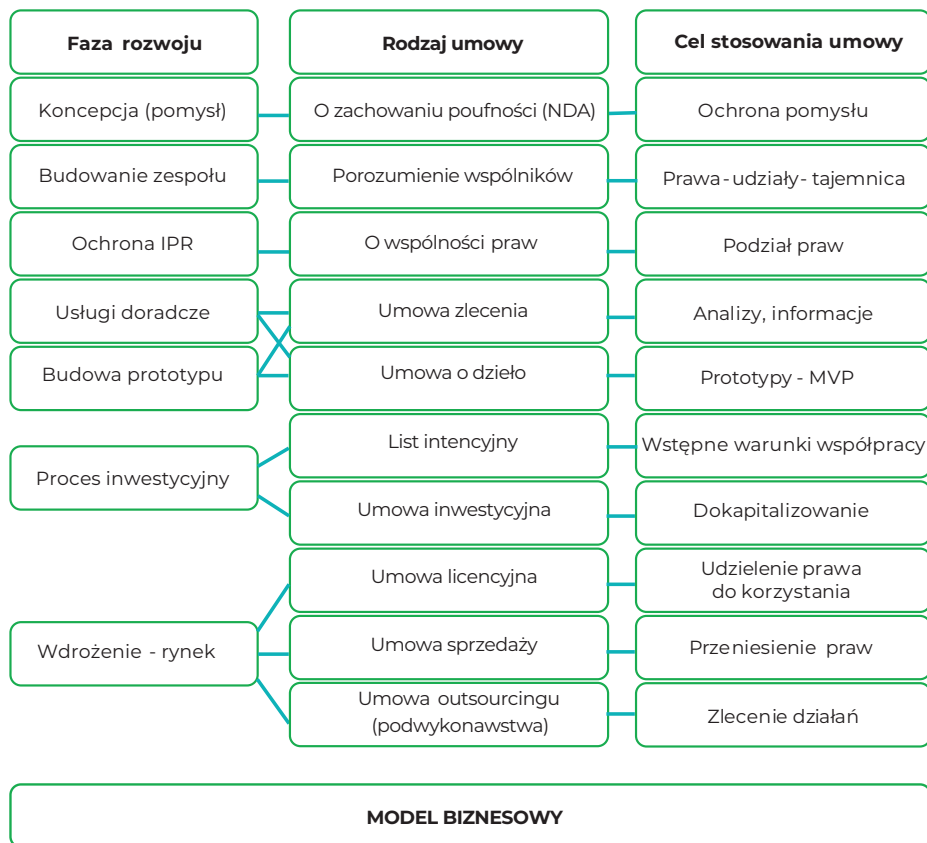 Faza rozwoju
Rodzaj umowy
Cel stosowania umowy
Koncepcja (pomysł)
O zachowaniu poufności (NDA)
Ochrona pomysłu
Budowanie zespołu
Porozumienie wspólników
Prawa-udziały- tajemnica
Ochrona IPR
O wspólności praw
Podział praw
Usługi doradcze
Umowa zlecenia
Analizy, informacje
Budowa prototypu
Umowa o dzieło
Prototypy - MVP
Proces inwestycyjny
List intencyjny
Wstępne warunki współpracy
Umowa inwestycyjna
Dokapitalizowanie
Wdrożenie - rynek
Umowa licencyjna
Udzielenie prawa
do korzystania
Umowa sprzedaży
Przeniesienie praw
Umowa outsourcingu
(podwykonawstwa)
Zlecenie działań
MODEL BIZNESOWY